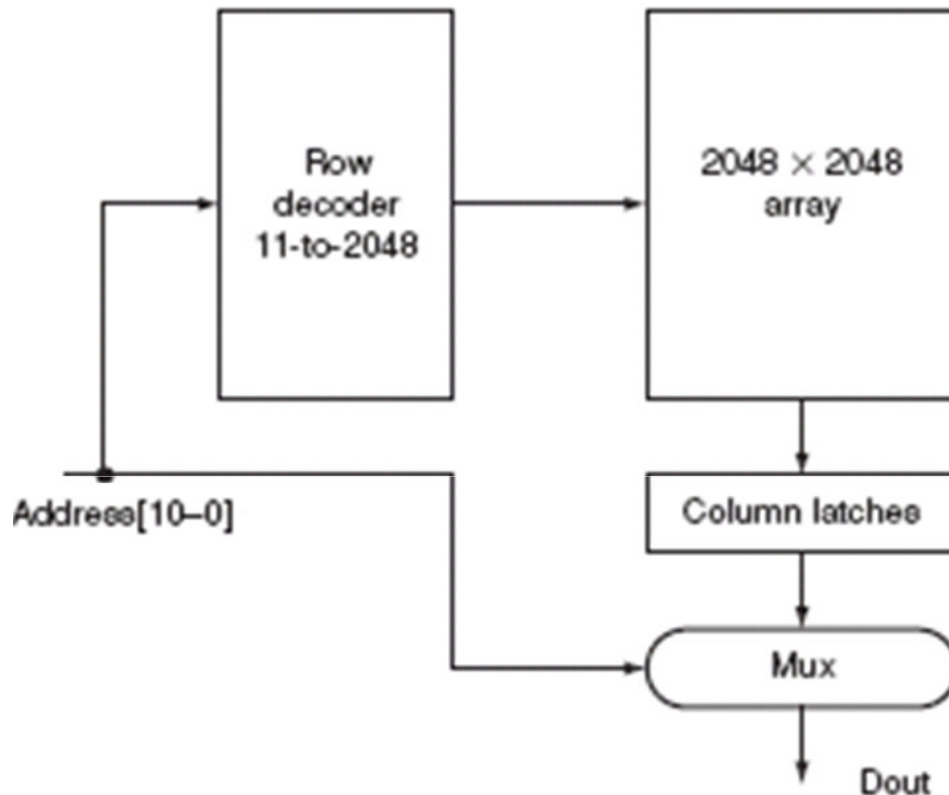 Row
decoder
11-to-2048
2048 × 2048
array
Address[10–0]
Column latches
Mux
Dout